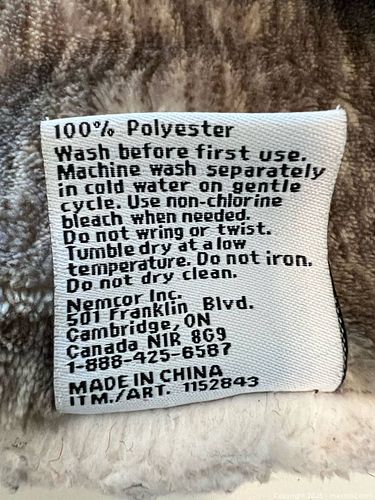 100% Polyester
Wash before first use.
Machine wash separately
in cold water on gentle
cycle. Use non-chlorine
bleach when needed.
Do not wring or twist.
Tumble dry at a low
temperature. Do not iron.
Do not dry clean.
Nemcor Inc.
501 Franklin Blvd.
Cambridge, ON
Canada N1R 8G9
1-888-425-6587
MADE IN CHINA
ITM./ART. 1152843